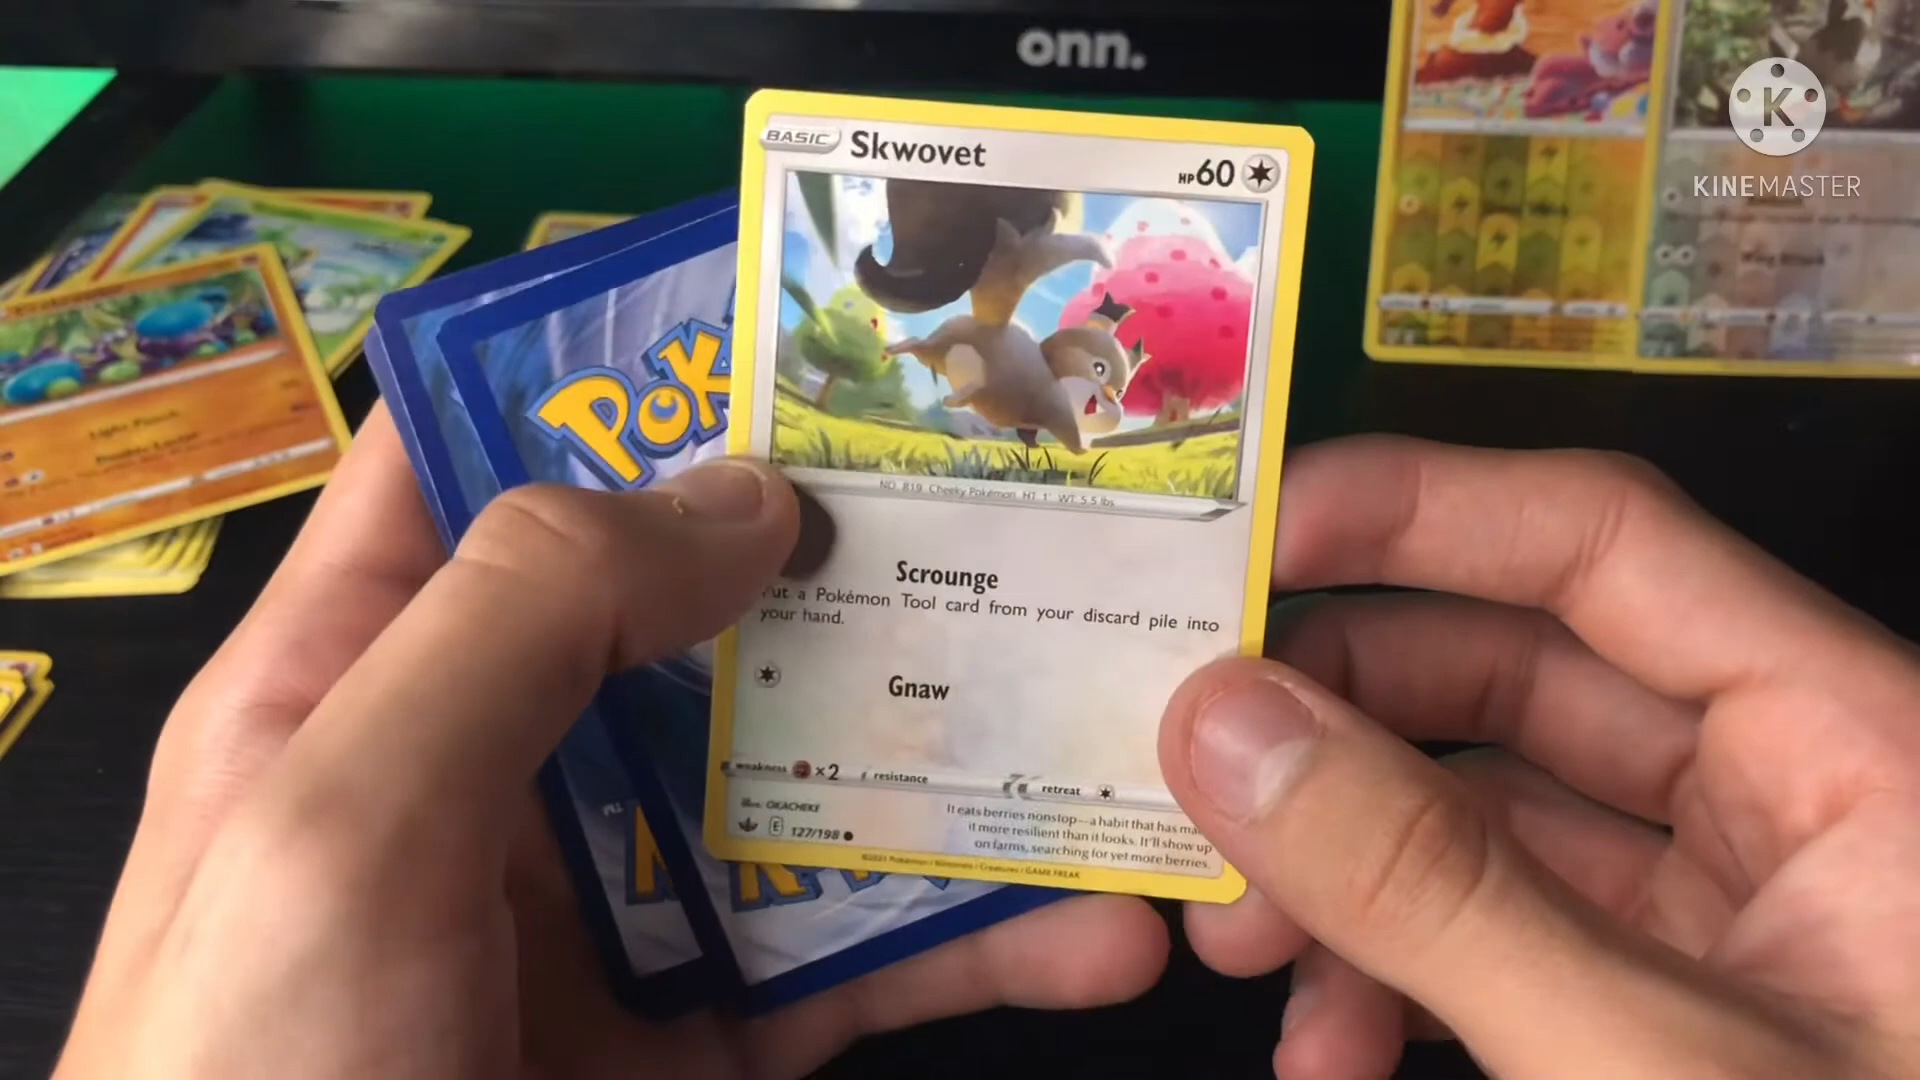 onn.
KINEMASTER
BASIC Skwovet HP 60
POK
NO. 819 Cheeky Pokémon HT 1' WT 5.5 lbs.
Scrounge
Put a Pokémon Tool card from your discard pile into
your hand.
Gnaw
weakness ×2 resistance retreat
illus. OKACHEKE
E 127/198
It eats berries nonstop—a habit that has ma
it more resilient than it looks. It'll show up
on farms, searching for yet more berries.
©2021 Pokémon / Nintendo / Creatures / GAME FREAK